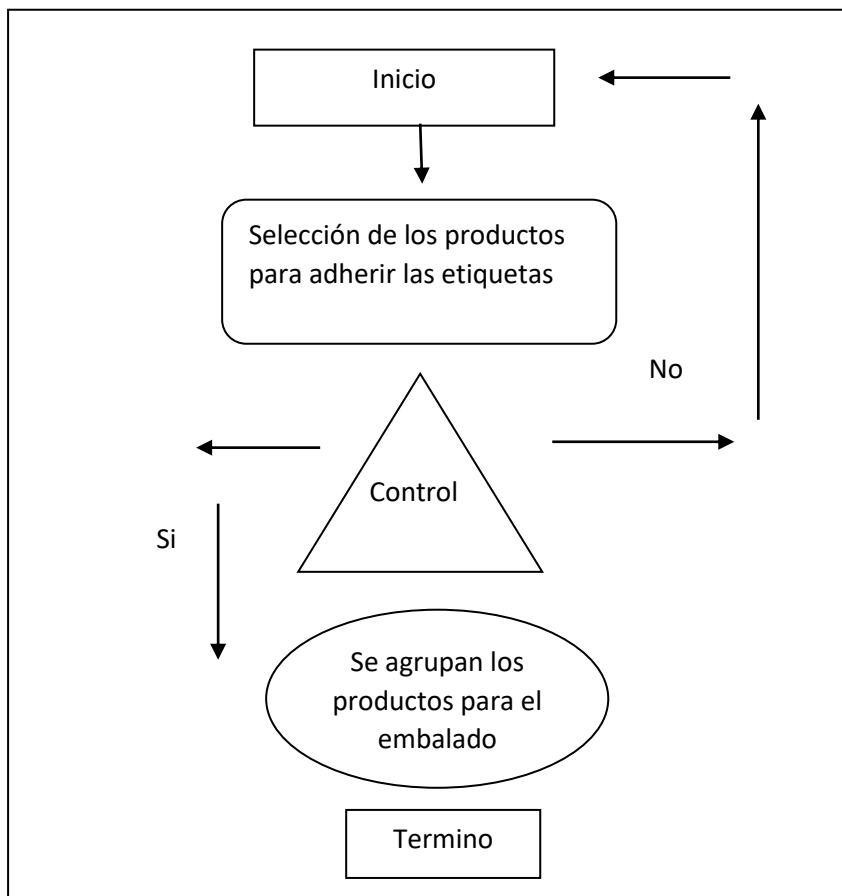 Inicio
Selección de los productos
para adherir las etiquetas
No
Control
Si
Se agrupan los
productos para el
embalado
Termino